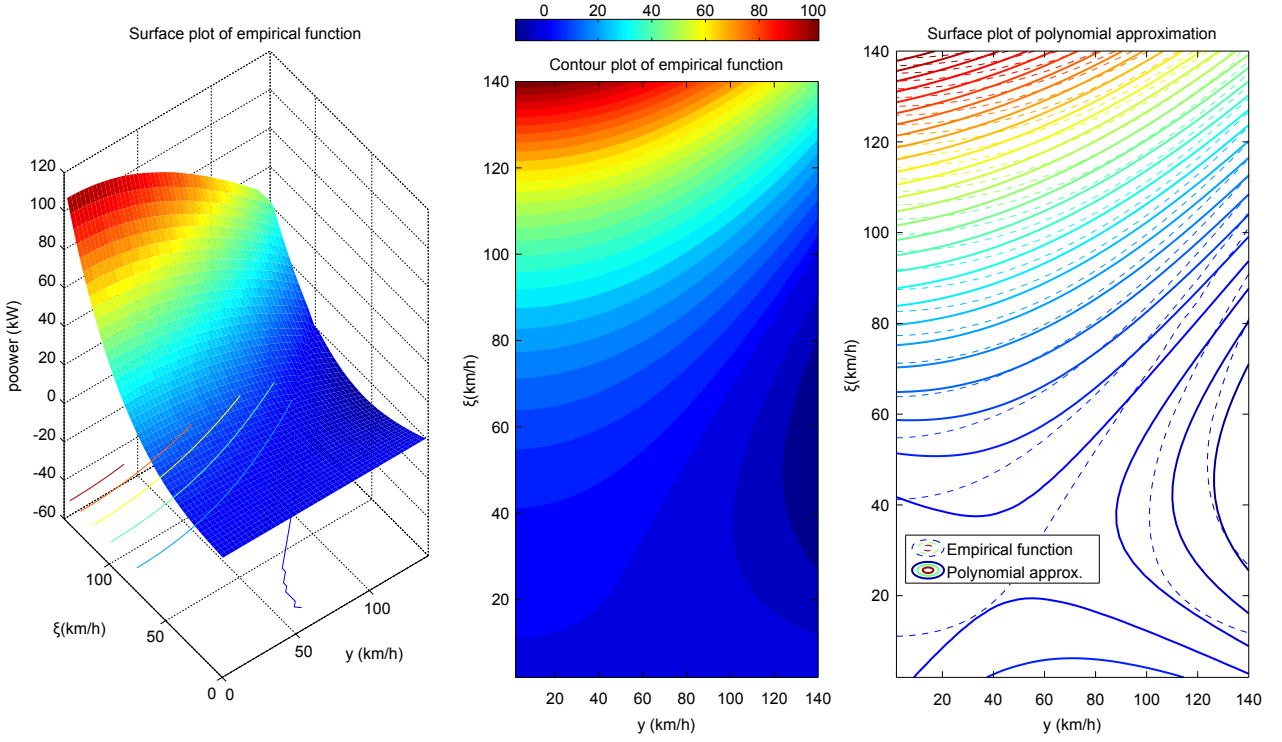 Surface plot of empirical function
120
100
80
60
40
20
0
-20
-40
-60
poower (kW)
100
50
0
ξ(km/h)
0
50
100
y (km/h)
0 20 40 60 80 100
Contour plot of empirical function
140
120
100
80
60
40
20
ξ(km/h)
20 40 60 80 100 120 140
y (km/h)
Surface plot of polynomial approximation
140
120
100
80
60
40
20
ξ(km/h)
Empirical function
Polynomial approx.
20 40 60 80 100 120 140
y (km/h)